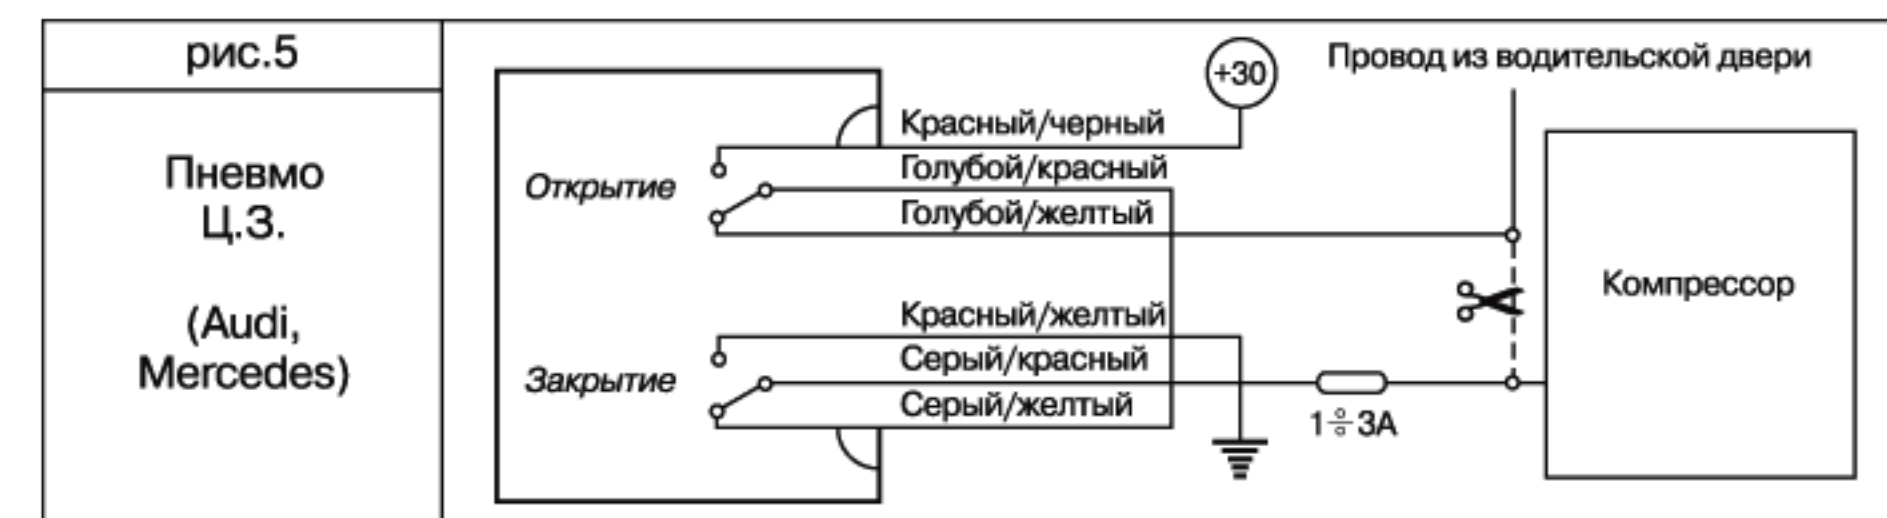 рис.5
Пневмо
Ц.З.
(Audi,
Mercedes)
+30
Провод из водительской двери
Красный/черный
Голубой/красный
Открытие
Голубой/желтый
Компрессор
Красный/желтый
Серый/красный
Закрытие
Серый/желтый
1÷3А